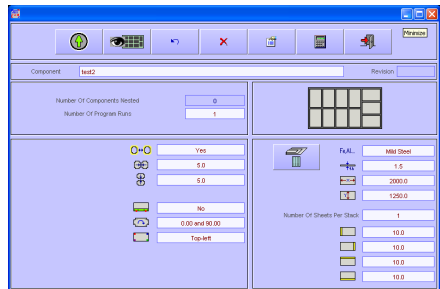 Minimize
Component test2 Revision
Number Of Components Nested 0
Number Of Program Runs 1
Yes
5.0
5.0
No
0.00 and 90.00
Top-left
Fe,Al.. Mild Steel
1.5
2000.0
1250.0
Number Of Sheets Per Stack 1
10.0
10.0
10.0
10.0